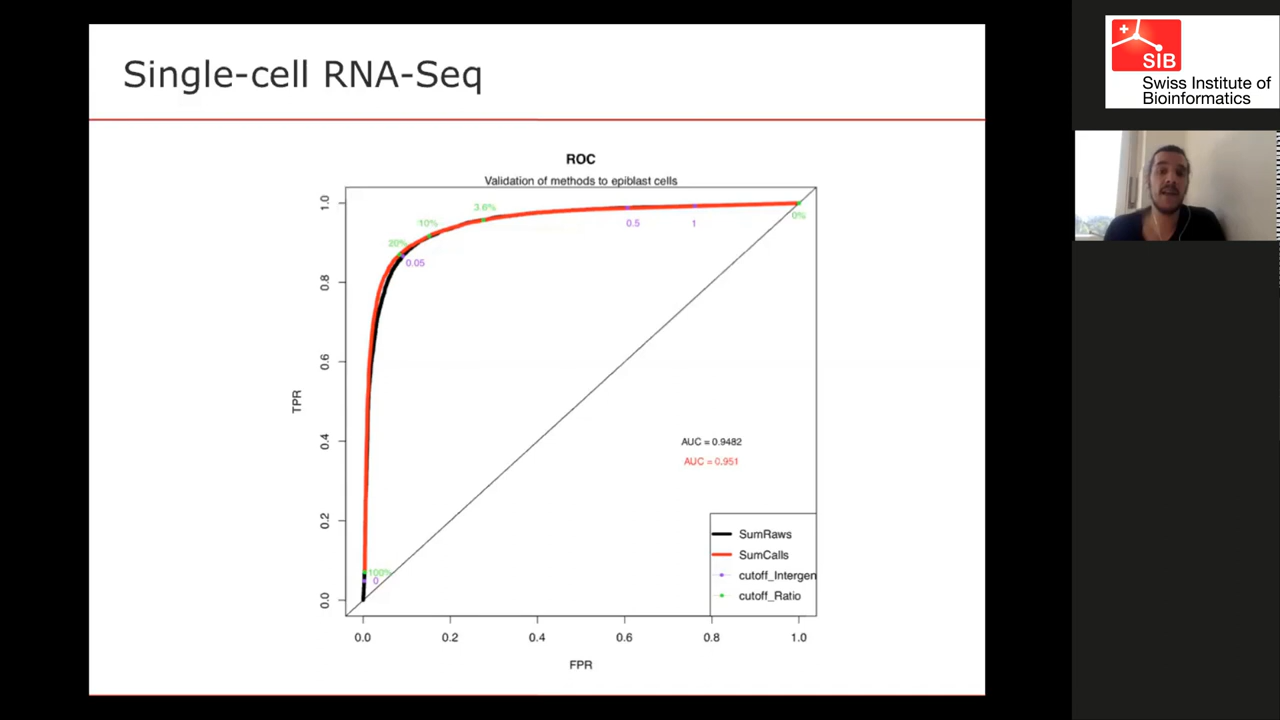 Single-cell RNA-Seq
SIB
Swiss Institute of
Bioinformatics
ROC
Validation of methods to epiblast cells
TPR
1.0
0.8
0.6
0.4
0.2
0.0
3.6%
10%
20%
0.05
0.5
1
0%
100%
0
AUC = 0.9482
AUC = 0.951
SumRaws
SumCalls
cutoff_Intergen
cutoff_Ratio
0.0
0.2
0.4
0.6
0.8
1.0
FPR